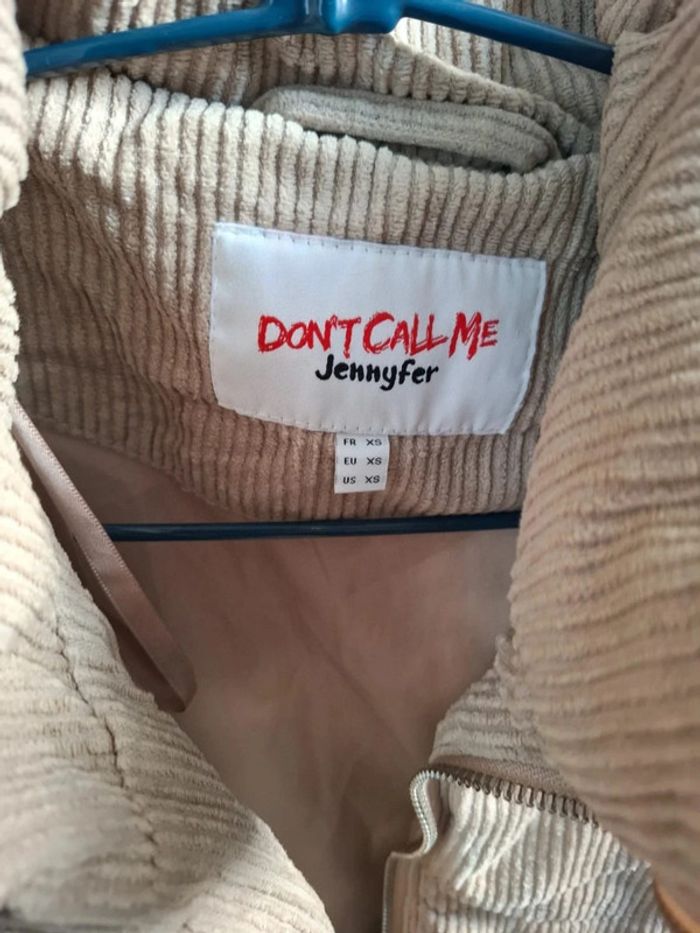 DON'T CALL ME
Jennyfer
FR XS
EU XS
US XS